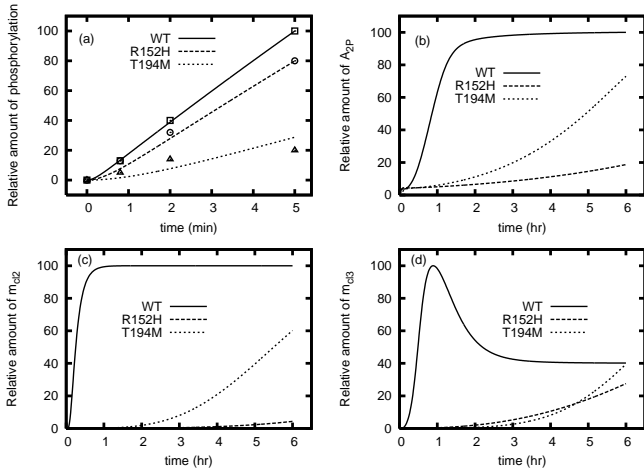 (a)
WT
R152H
T194M
Relative amount of phosphorylation
100
80
60
40
20
0
0 1 2 3 4 5
time (min)
(b)
WT
R152H
T194M
Relative amount of A2P
100
80
60
40
20
0
0 1 2 3 4 5 6
time (hr)
(c)
WT
R152H
T194M
Relative amount of mcl2
100
80
60
40
20
0
0 1 2 3 4 5 6
time (hr)
(d)
WT
R152H
T194M
Relative amount of mcl3
100
80
60
40
20
0
0 1 2 3 4 5 6
time (hr)